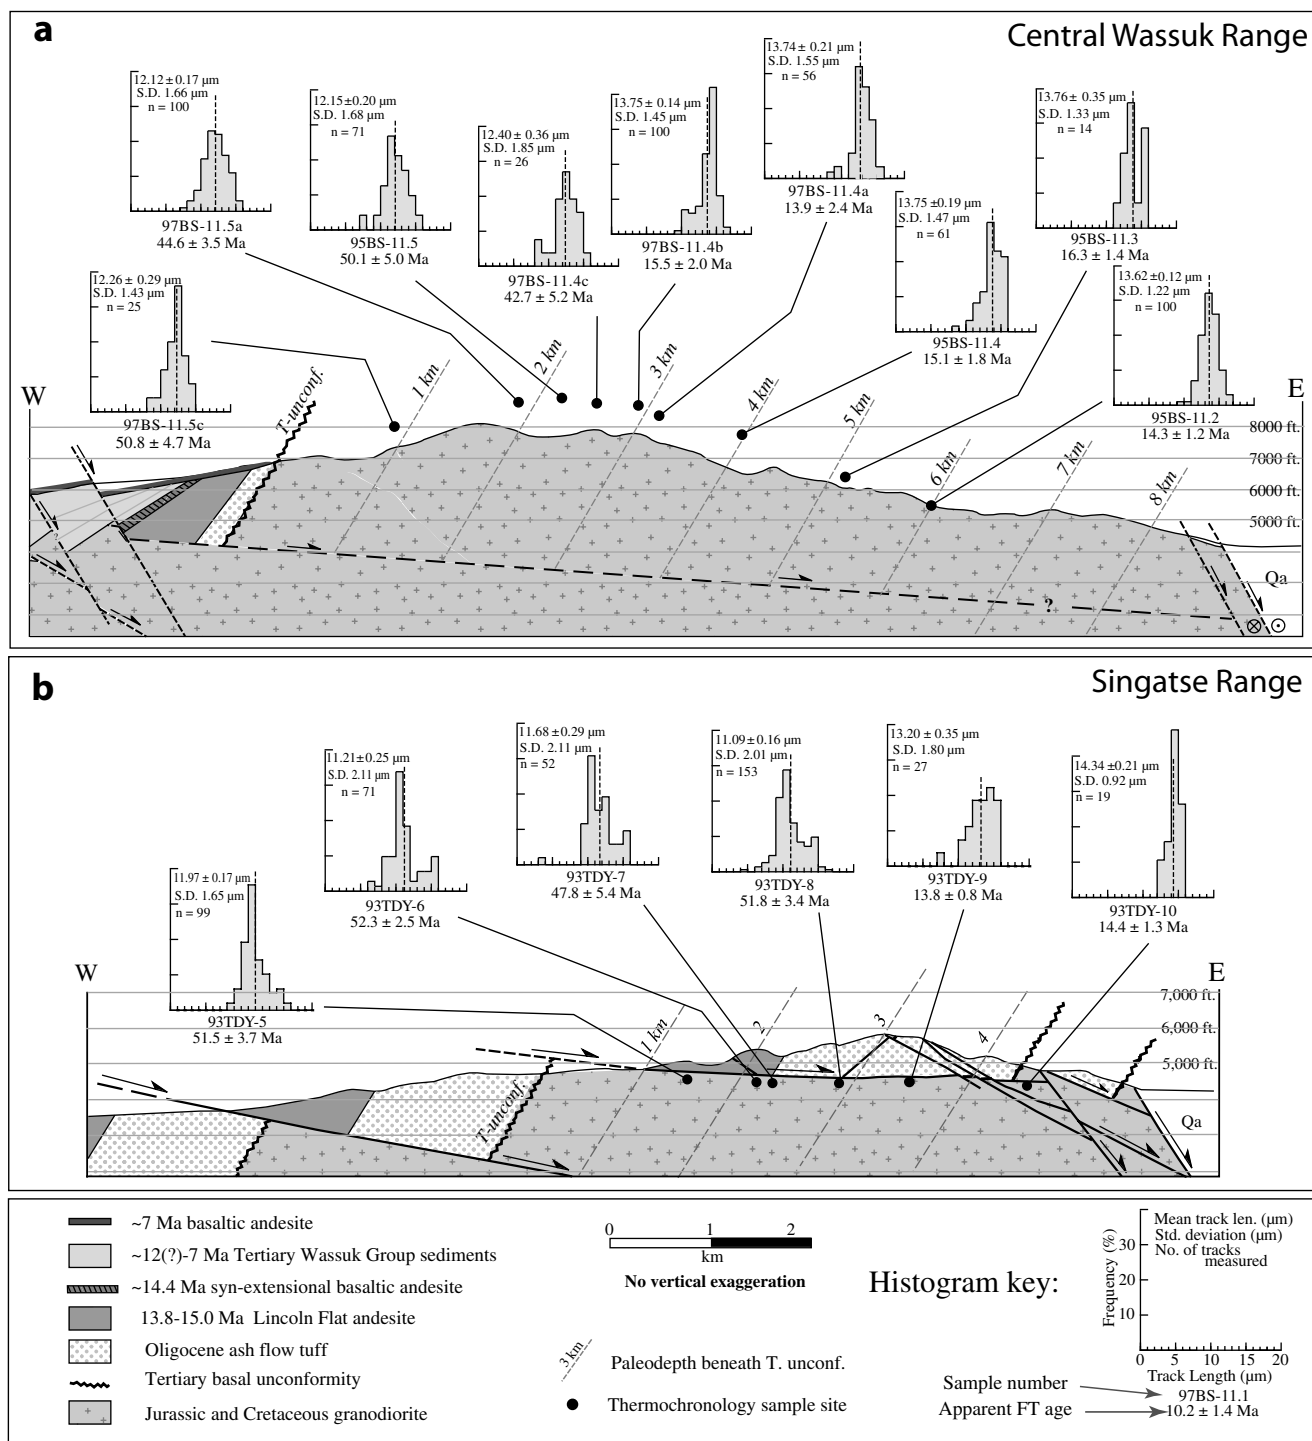 a
Central Wassuk Range
12.12 ± 0.17 µm
S.D. 1.66 µm
n = 100
97BS-11.5a
44.6 ± 3.5 Ma
12.15±0.20 µm
S.D. 1.68 µm
n = 71
95BS-11.5
50.1 ± 5.0 Ma
12.40 ± 0.36 µm
S.D. 1.85 µm
n = 26
97BS-11.4c
42.7 ± 5.2 Ma
13.75 ± 0.14 µm
S.D. 1.45 µm
n = 100
97BS-11.4b
15.5 ± 2.0 Ma
13.74 ± 0.21 µm
S.D. 1.55 µm
n = 56
97BS-11.4a
13.9 ± 2.4 Ma
13.75 ±0.19 µm
S.D. 1.47 µm
n = 61
95BS-11.4
15.1 ± 1.8 Ma
13.76 ± 0.35 µm
S.D. 1.33 µm
n = 14
95BS-11.3
16.3 ± 1.4 Ma
13.62 ±0.12 µm
S.D. 1.22 µm
n = 100
95BS-11.2
14.3 ± 1.2 Ma
12.26 ± 0.29 µm
S.D. 1.43 µm
n = 25
97BS-11.5c
50.8 ± 4.7 Ma
W
E
T-unconf.
1 km
2 km
3 km
4 km
5 km
6 km
7 km
8 km
8000 ft.
7000 ft.
6000 ft.
5000 ft.
?
Qa
b
Singatse Range
11.97 ± 0.17 µm
S.D. 1.65 µm
n = 99
93TDY-5
51.5 ± 3.7 Ma
11.21±0.25 µm
S.D. 2.11 µm
n = 71
93TDY-6
52.3 ± 2.5 Ma
11.68 ±0.29 µm
S.D. 2.11 µm
n = 52
93TDY-7
47.8 ± 5.4 Ma
11.09 ±0.16 µm
S.D. 2.01 µm
n = 153
93TDY-8
51.8 ± 3.4 Ma
13.20 ± 0.35 µm
S.D. 1.80 µm
n = 27
93TDY-9
13.8 ± 0.8 Ma
14.34 ±0.21 µm
S.D. 0.92 µm
n = 19
93TDY-10
14.4 ± 1.3 Ma
W
E
T-unconf.
1 km
2
3
4
7,000 ft.
6,000 ft.
5,000 ft.
Qa
~7 Ma basaltic andesite
~12(?)-7 Ma Tertiary Wassuk Group sediments
~14.4 Ma syn-extensional basaltic andesite
13.8-15.0 Ma Lincoln Flat andesite
Oligocene ash flow tuff
Tertiary basal unconformity
Jurassic and Cretaceous granodiorite
0 1 2
km
No vertical exaggeration
3 km
Paleodepth beneath T. unconf.
Thermochronology sample site
Histogram key:
Frequency (%)
30
20
10
Mean track len. (µm)
Std. deviation (µm)
No. of tracks
measured
0 5 10 15 20
Track Length (µm)
Sample number
97BS-11.1
Apparent FT age
10.2 ± 1.4 Ma